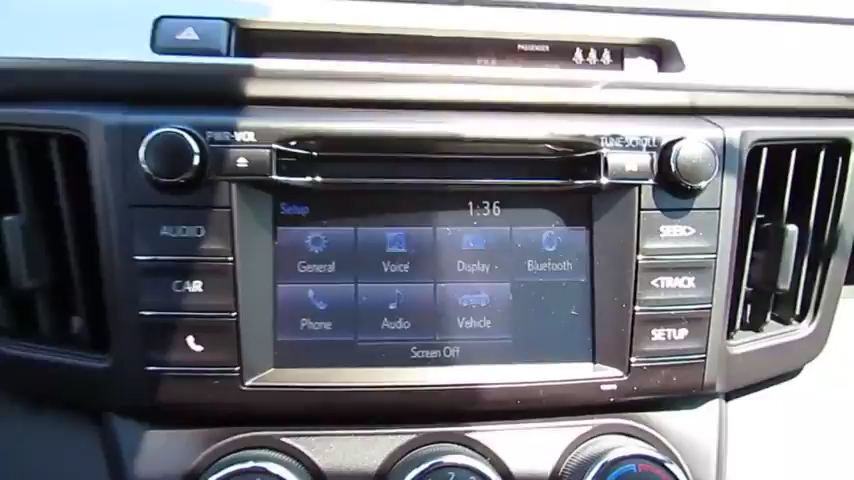 PASSENGER
PWR·VOL
TUNE·SCROLL
Setup 1:36
AUDIO
SEEK>
General Voice Display Bluetooth
CAR
<TRACK
Phone Audio Vehicle
SETUP
Screen Off